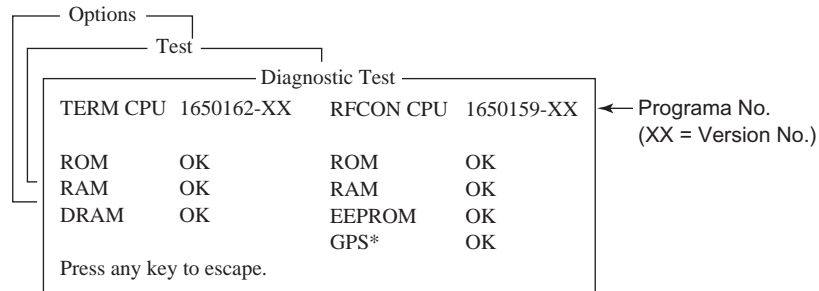 Options
Test
Diagnostic Test
TERM CPU 1650162-XX RFCON CPU 1650159-XX
Programa No.
(XX = Version No.)
ROM OK ROM OK
RAM OK RAM OK
DRAM OK EEPROM OK
GPS* OK
Press any key to escape.